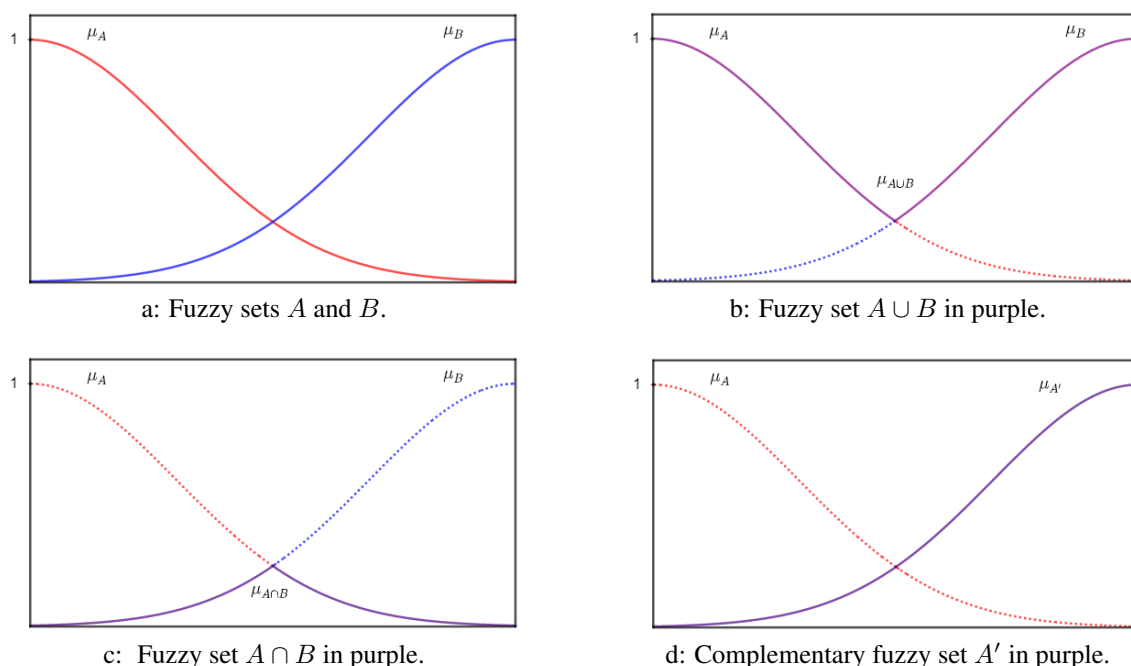 μ_A μ_B
1
μ_A μ_B
1
μ_{A∪B}
a: Fuzzy sets A and B.
b: Fuzzy set A ∪ B in purple.
μ_A μ_B
1
μ_{A∩B}
μ_A μ_{A′}
1
c: Fuzzy set A ∩ B in purple.
d: Complementary fuzzy set A′ in purple.